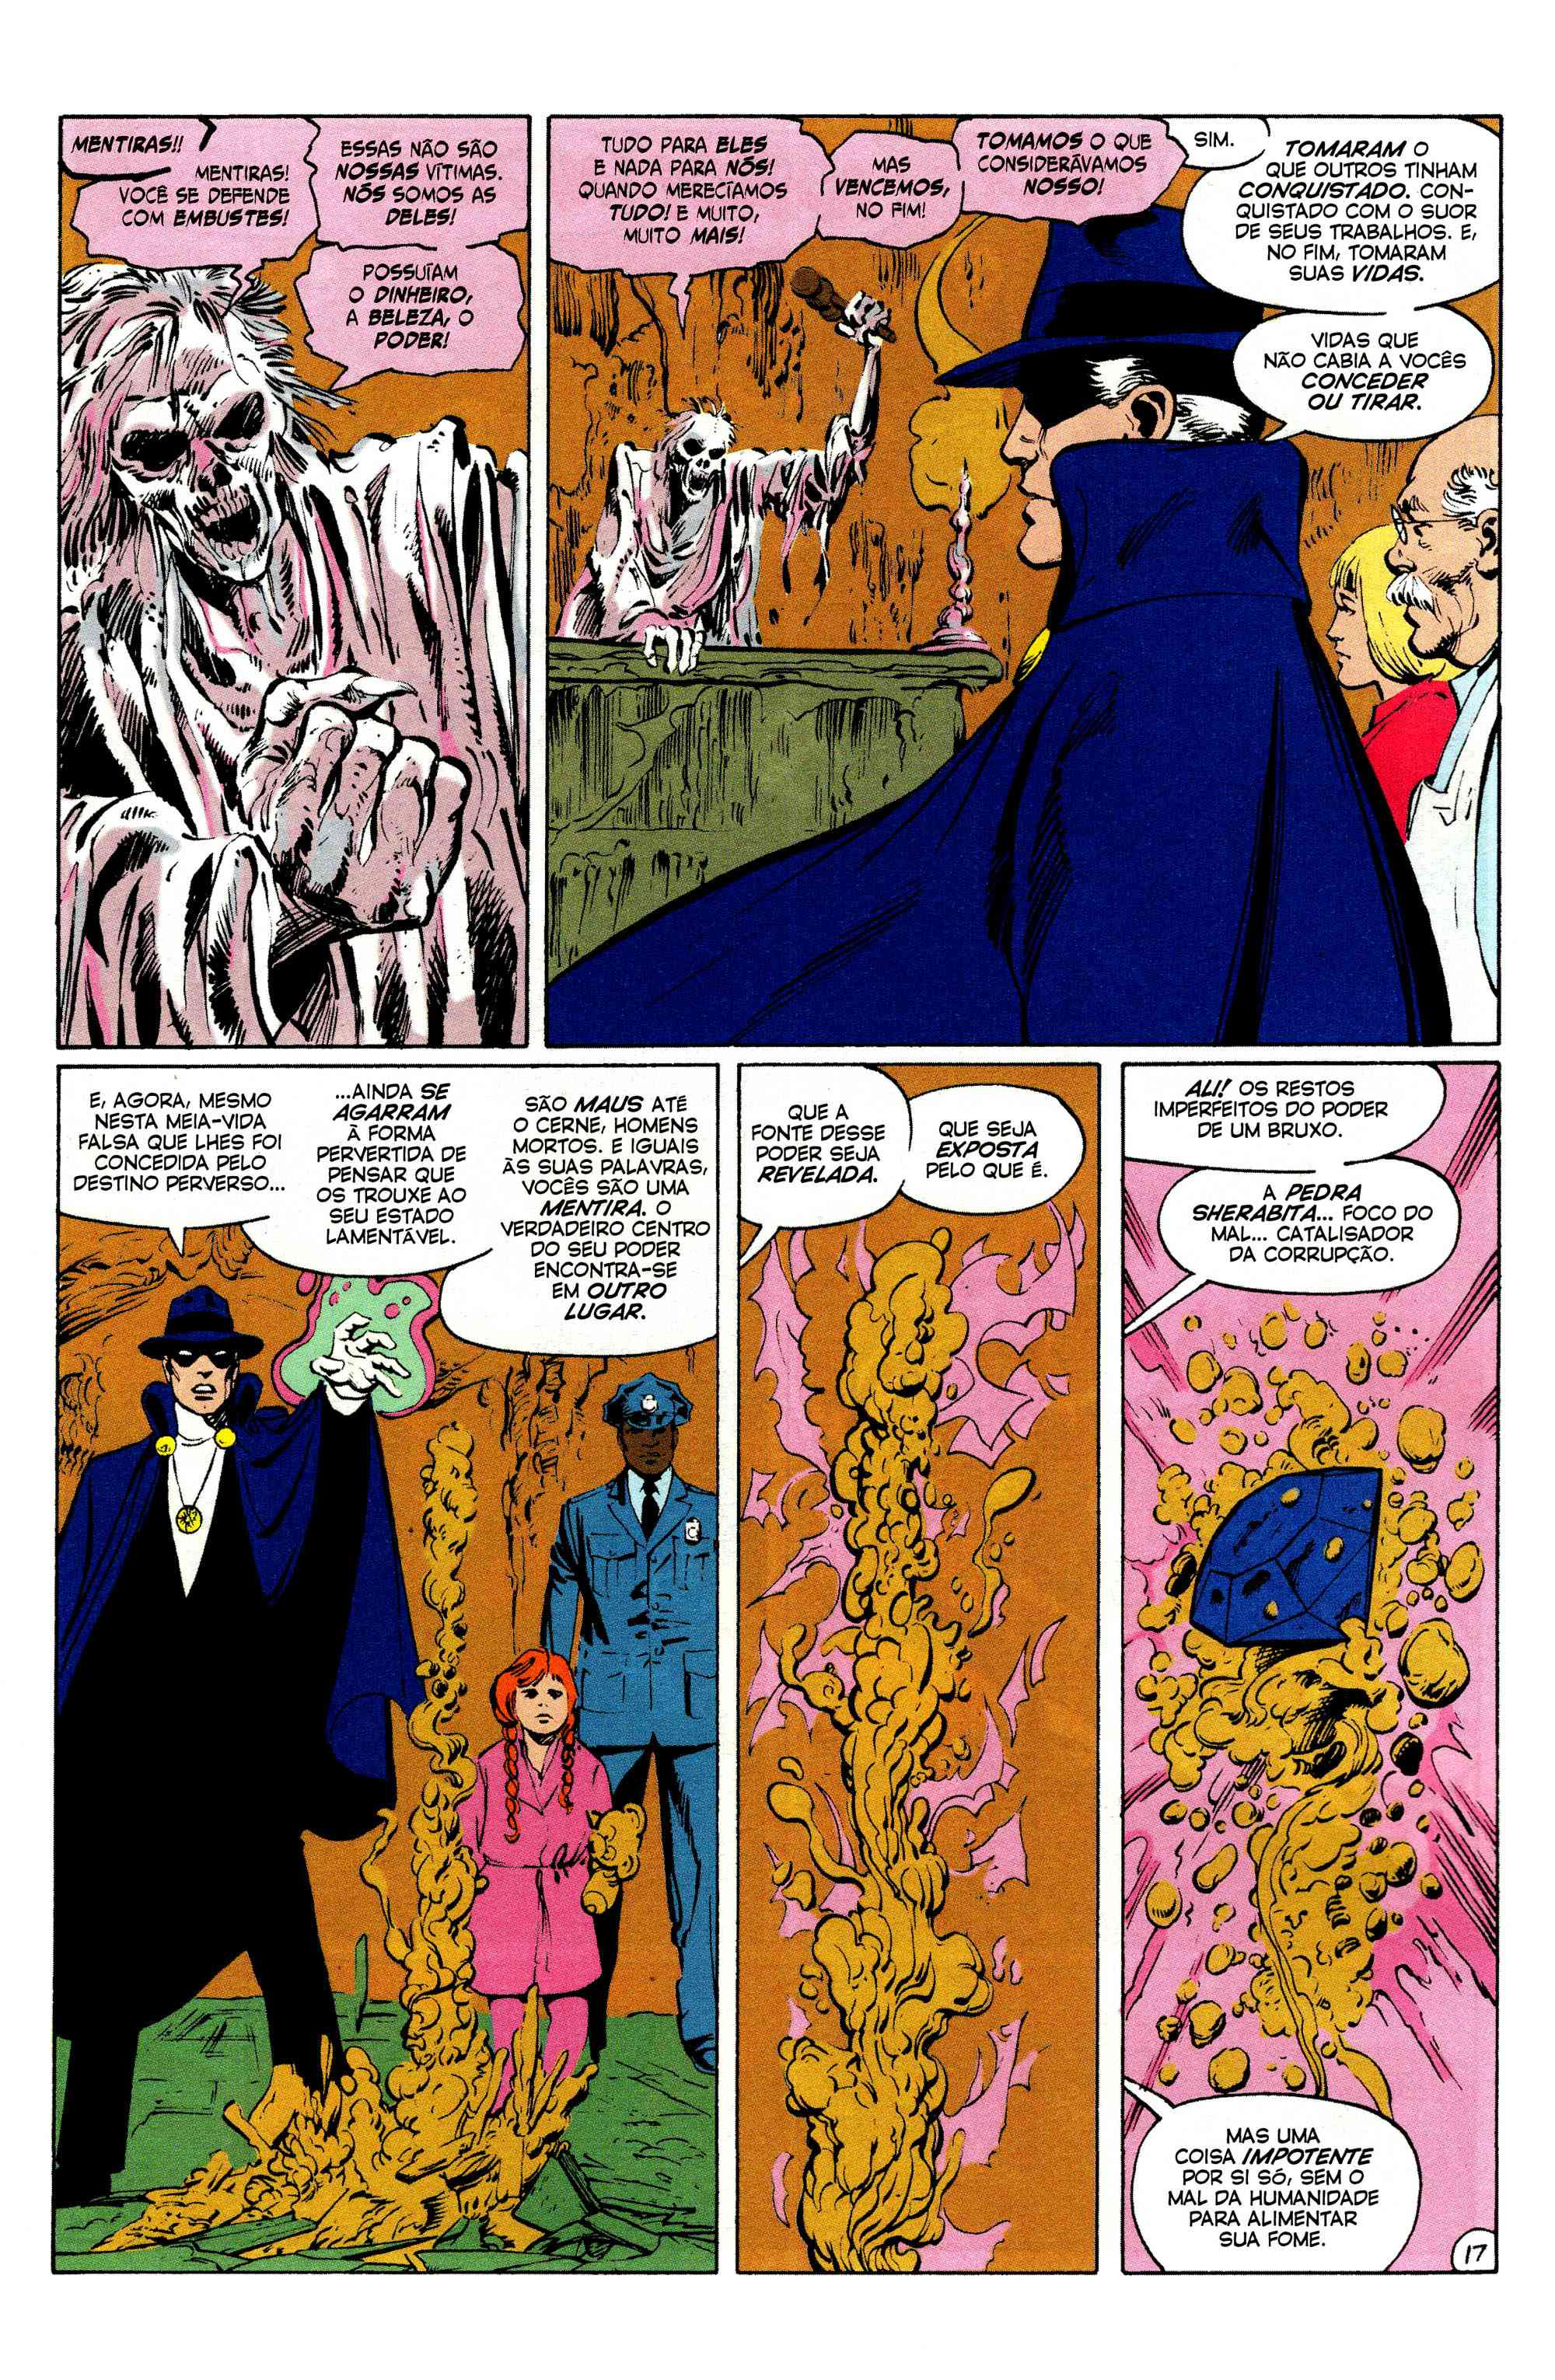 MENTIRAS!!
MENTIRAS!
VOCÊ SE DEFENDE
COM EMBUSTES!
ESSAS NÃO SÃO
NOSSAS VÍTIMAS.
NÓS SOMOS AS
DELES!
POSSUÍAM
O DINHEIRO,
A BELEZA, O
PODER!
TUDO PARA ELES
E NADA PARA NÓS!
QUANDO MERECÍAMOS
TUDO! E MUITO,
MUITO MAIS!
MAS
VENCEMOS,
NO FIM!
TOMAMOS O QUE
CONSIDERÁVAMOS
NOSSO!
SIM.
TOMARAM O
QUE OUTROS TINHAM
CONQUISTADO. CON-
QUISTADO COM O SUOR
DE SEUS TRABALHOS. E,
NO FIM, TOMARAM
SUAS VIDAS.
VIDAS QUE
NÃO CABIA A VOCÊS
CONCEDER
OU TIRAR.
E, AGORA, MESMO
NESTA MEIA-VIDA
FALSA QUE LHES FOI
CONCEDIDA PELO
DESTINO PERVERSO...
...AINDA SE
AGARRAM
À FORMA
PERVERTIDA DE
PENSAR QUE
OS TROUXE AO
SEU ESTADO
LAMENTÁVEL.
SÃO MAUS ATÉ
O CERNE, HOMENS
MORTOS. E IGUAIS
ÀS SUAS PALAVRAS,
VOCÊS SÃO UMA
MENTIRA. O
VERDADEIRO CENTRO
DO SEU PODER
ENCONTRA-SE
EM OUTRO
LUGAR.
QUE A
FONTE DESSE
PODER SEJA
REVELADA.
QUE SEJA
EXPOSTA
PELO QUE É.
ALI! OS RESTOS
IMPERFEITOS DO PODER
DE UM BRUXO.
A PEDRA
SHERABITA... FOCO DO
MAL... CATALISADOR
DA CORRUPÇÃO.
MAS UMA
COISA IMPOTENTE
POR SI SÓ, SEM O
MAL DA HUMANIDADE
PARA ALIMENTAR
SUA FOME.
17